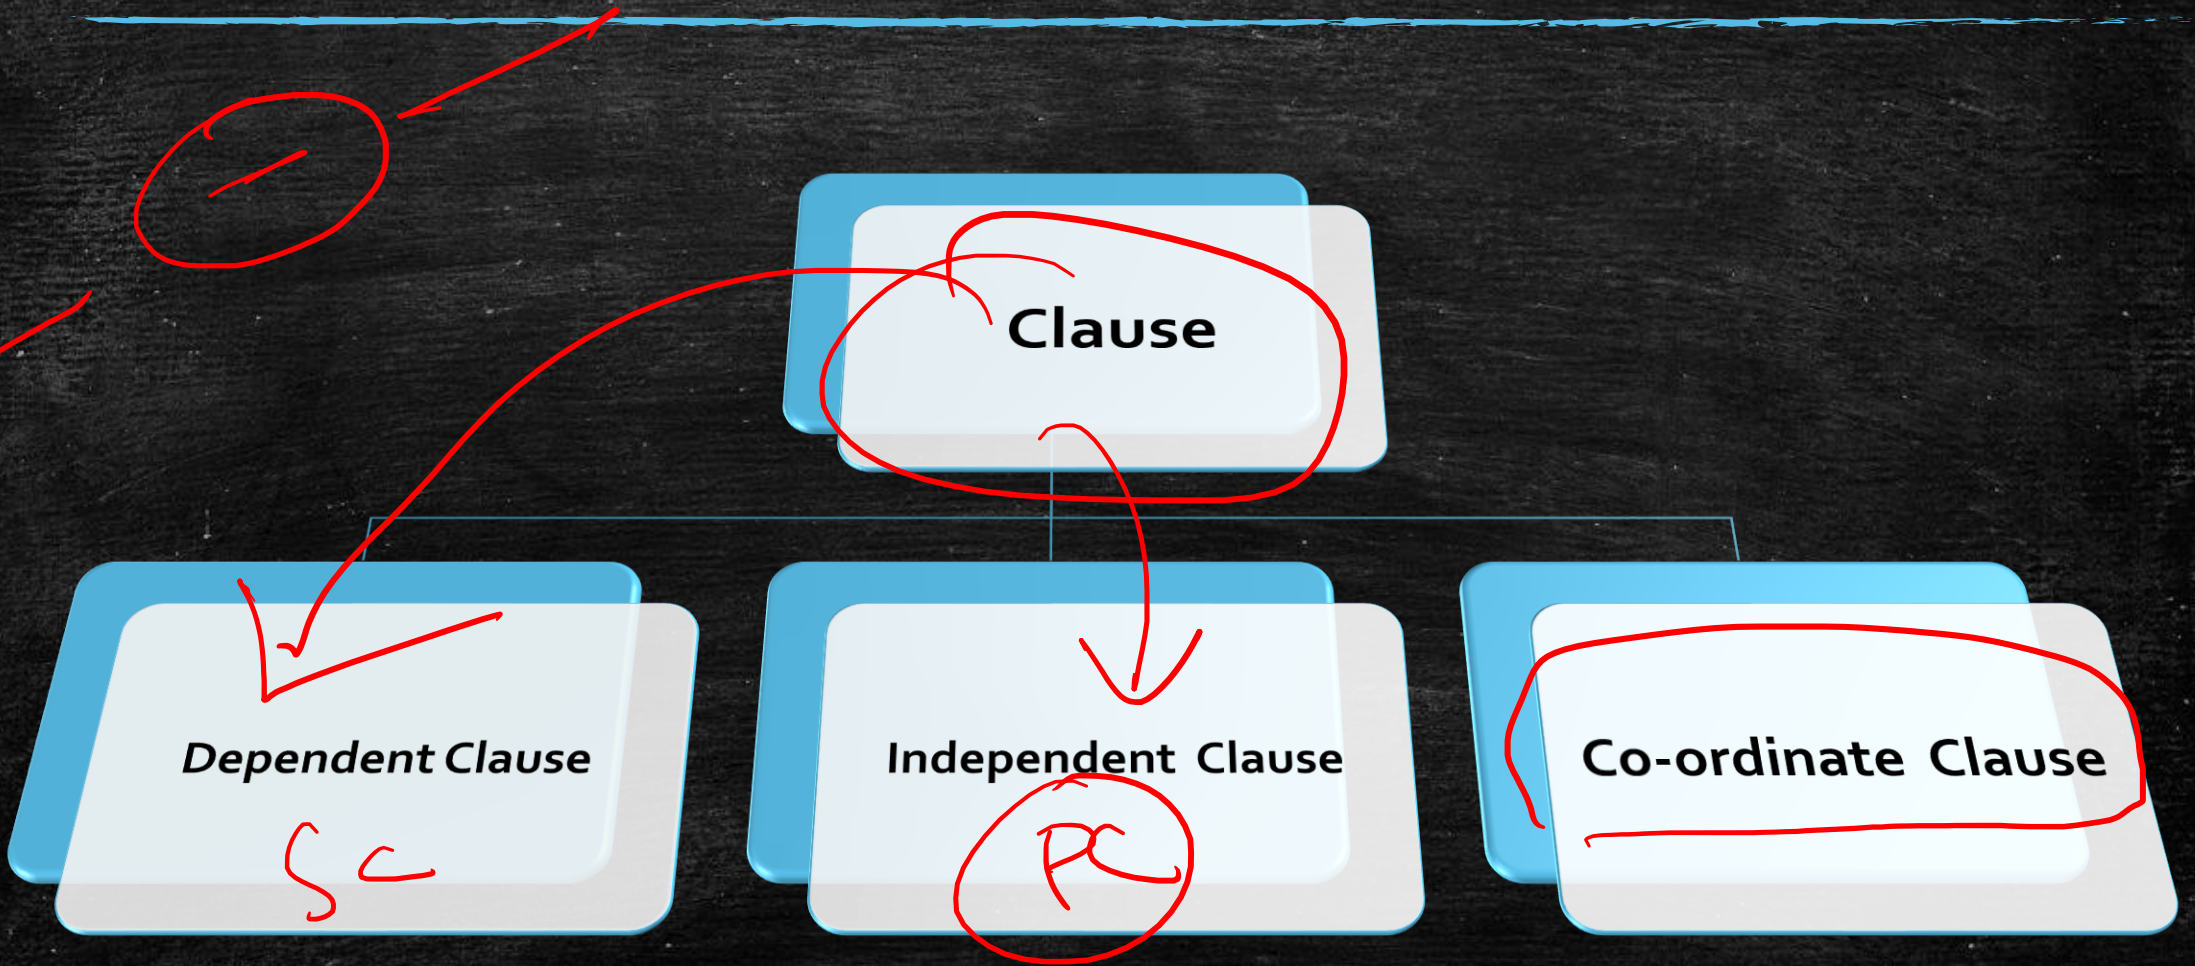 Clause
Dependent Clause
Independent Clause
Co-ordinate Clause
SC
PC